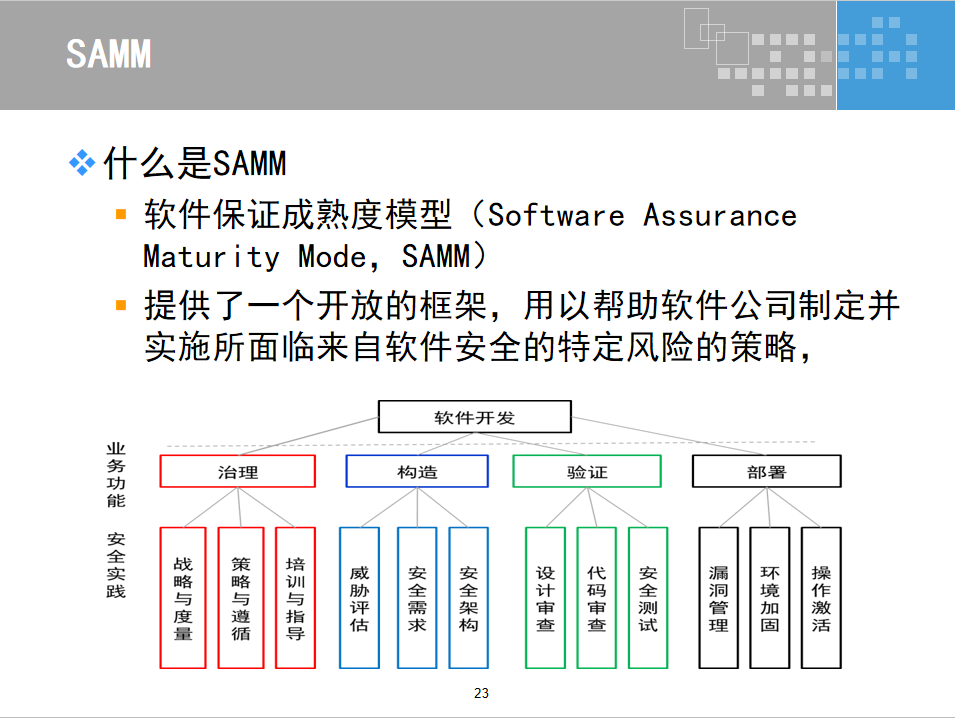 SAMM
什么是SAMM
软件保证成熟度模型（Software Assurance
Maturity Mode，SAMM）
提供了一个开放的框架，用以帮助软件公司制定并
实施所面临来自软件安全的特定风险的策略，
软件开发
业务功能
治理
构造
验证
部署
安全实践
战略与度量
策略与遵循
培训与指导
威胁评估
安全需求
安全架构
设计审查
代码审查
安全测试
漏洞管理
环境加固
操作激活
23